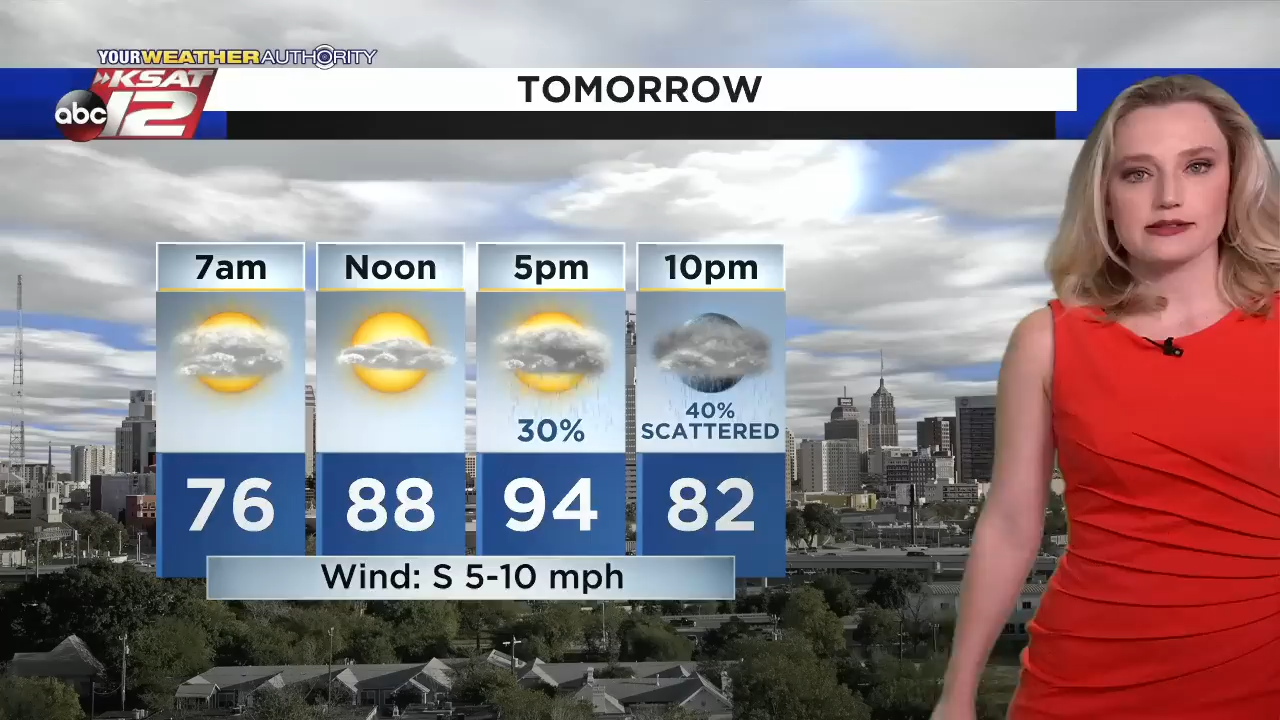 YOURWEATHERAUTHORITY
KSAT
abc 12
TOMORROW
7am
Noon
5pm
10pm
30%
40%
SCATTERED
76
88
94
82
Wind: S 5-10 mph